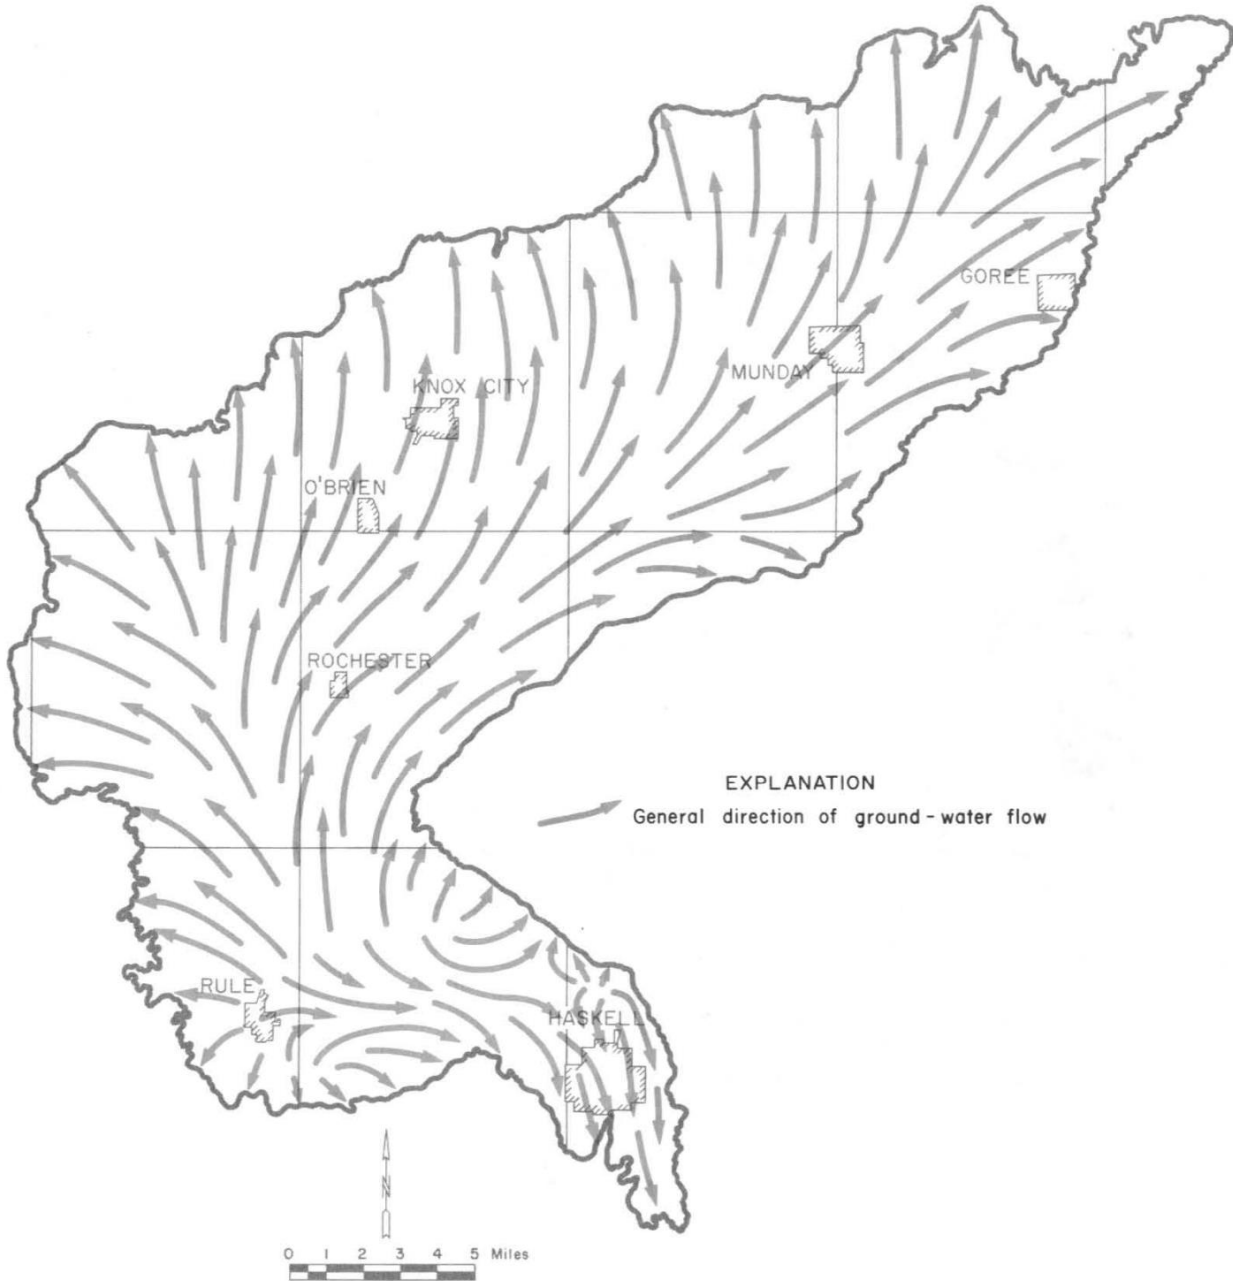 GOREE
MUNDAY
KNOX CITY
O'BRIEN
ROCHESTER
EXPLANATION
General direction of ground-water flow
RULE
HASKELL
N
0 1 2 3 4 5 Miles